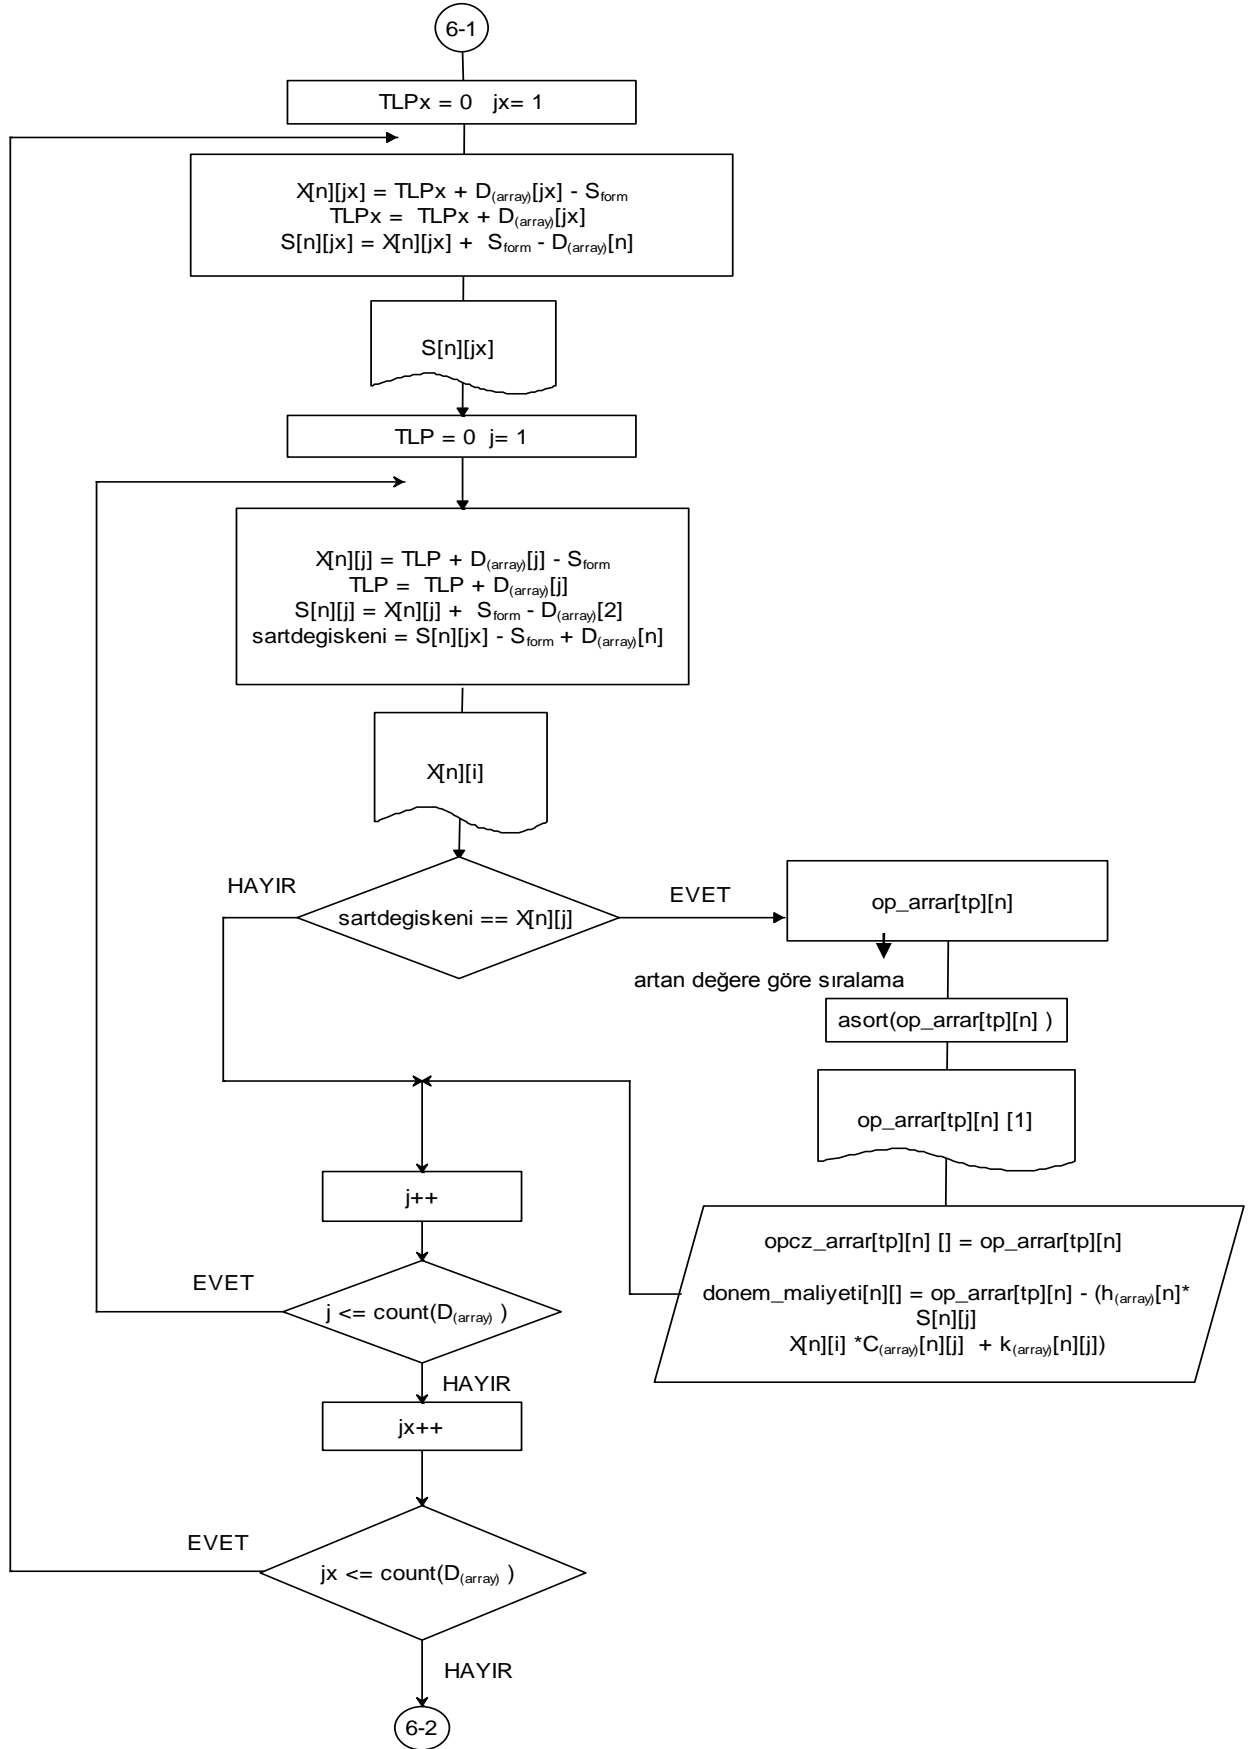 6-1
TLPx = 0 jx= 1
X[n][jx] = TLPx + D(array)[jx] - Sform
TLPx = TLPx + D(array)[jx]
S[n][jx] = X[n][jx] + Sform - D(array)[n]
S[n][jx]
TLP = 0 j= 1
X[n][j] = TLP + D(array)[j] - Sform
TLP = TLP + D(array)[j]
S[n][j] = X[n][j] + Sform - D(array)[2]
sartdegiskeni = S[n][jx] - Sform + D(array)[n]
X[n][i]
HAYIR
sartdegiskeni == X[n][j]
EVET
op_arrar[tp][n]
artan değere göre sıralama
asort(op_arrar[tp][n] )
op_arrar[tp][n] [1]
opcz_arrar[tp][n] [] = op_arrar[tp][n]
donem_maliyeti[n][] = op_arrar[tp][n] - (h(array)[n]*
S[n][j]
X[n][i] *C(array)[n][j] + k(array)[n][j])
j++
EVET
j <= count(D(array) )
HAYIR
jx++
EVET
jx <= count(D(array) )
HAYIR
6-2